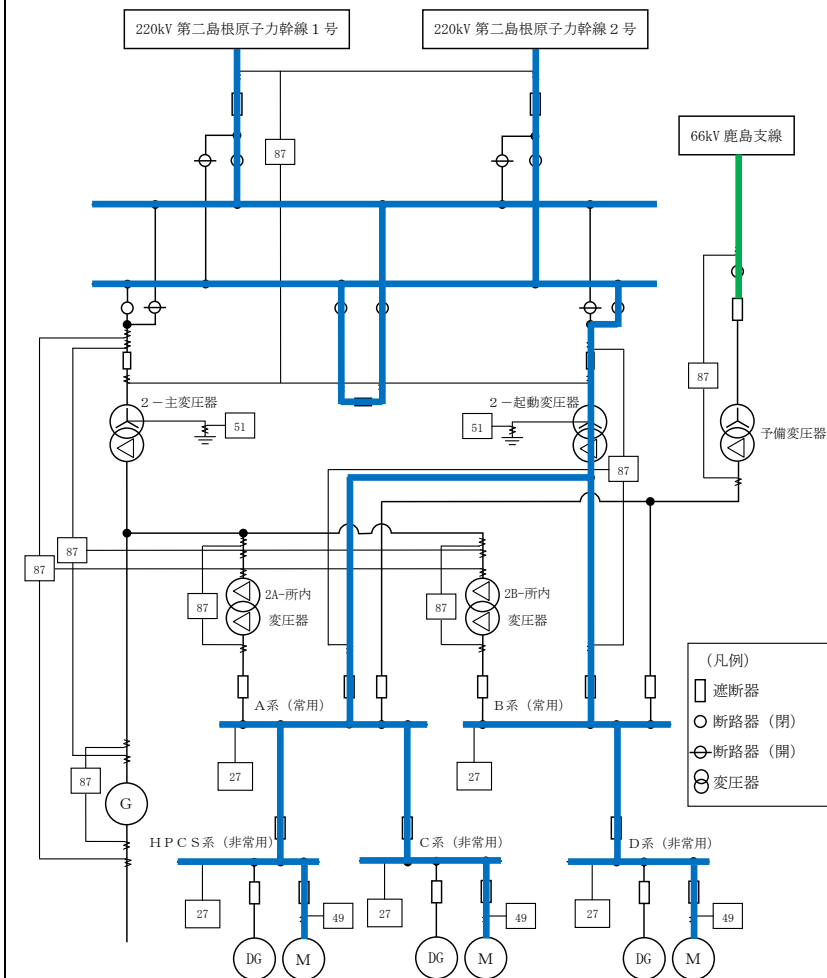 220kV 第二島根原子力幹線１号
220kV 第二島根原子力幹線２号
66kV 鹿島支線
87
87
２－主変圧器
51
２－起動変圧器
51
予備変圧器
87
87
87
87
2A-所内
変圧器
87
2B-所内
変圧器
（凡例）
遮断器
断路器（閉）
断路器（開）
変圧器
A系（常用）
B系（常用）
27
27
87
G
HPCS系（非常用）
C系（非常用）
D系（非常用）
27
49
27
49
27
49
DG
M
DG
M
DG
M